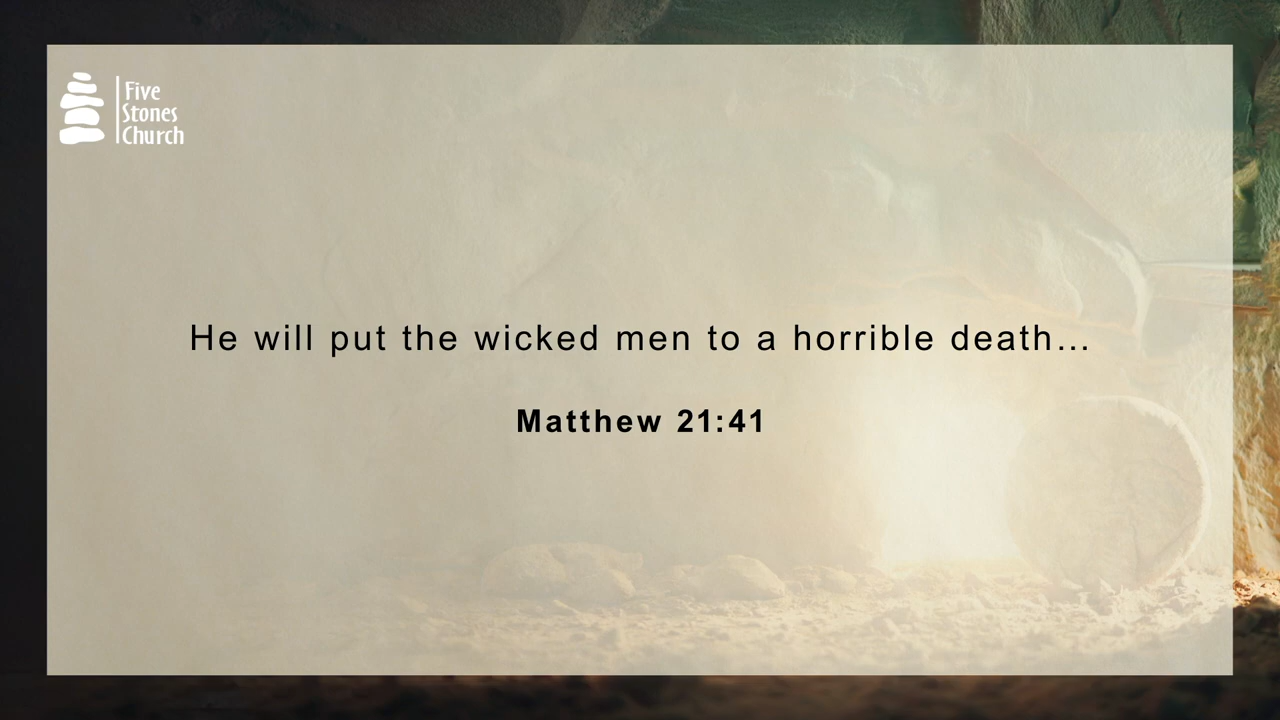 Five
Stones
Church
He will put the wicked men to a horrible death...
Matthew 21:41